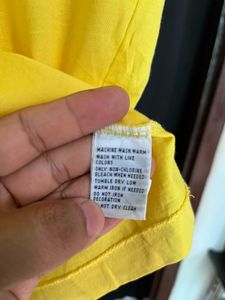 MACHINE WASH WARM
WASH WITH LIKE
COLORS
ONLY NON-CHLORINE
BLEACH WHEN NEEDED
TUMBLE DRY LOW
WARM IRON IF NEEDED
DO NOT IRON
DECORATION
DO NOT DRY CLEAN